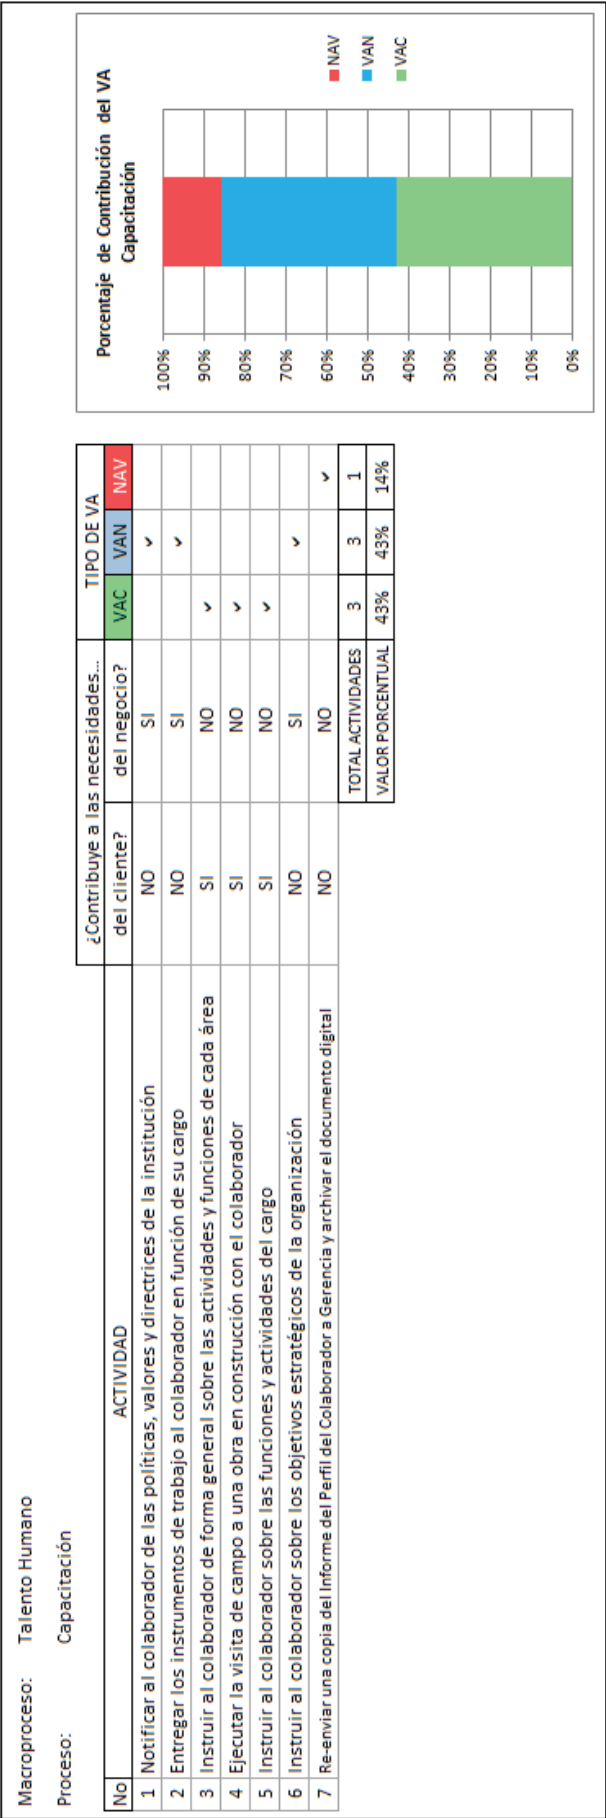 Macroproceso: Talento Humano
Proceso: Capacitación
¿Contribuye a las necesidades... TIPO DE VA
No ACTIVIDAD del cliente? del negocio? VAC VAN NAV
1 Notificar al colaborador de las políticas, valores y directrices de la institución NO SI ✓
2 Entregar los instrumentos de trabajo al colaborador en función de su cargo NO SI ✓
3 Instruir al colaborador de forma general sobre las actividades y funciones de cada área SI NO ✓
4 Ejecutar la visita de campo a una obra en construcción con el colaborador SI NO ✓
5 Instruir al colaborador sobre las funciones y actividades del cargo SI NO ✓
6 Instruir al colaborador sobre los objetivos estratégicos de la organización NO SI ✓
7 Re-enviar una copia del Informe del Perfil del Colaborador a Gerencia y archivar el documento digital NO NO ✓
TOTAL ACTIVIDADES 3 3 1
VALOR PORCENTUAL 43% 43% 14%
Porcentaje de Contribución del VA
Capacitación
100%
90%
80%
70%
60%
50%
40%
30%
20%
10%
0%
NAV
VAN
VAC